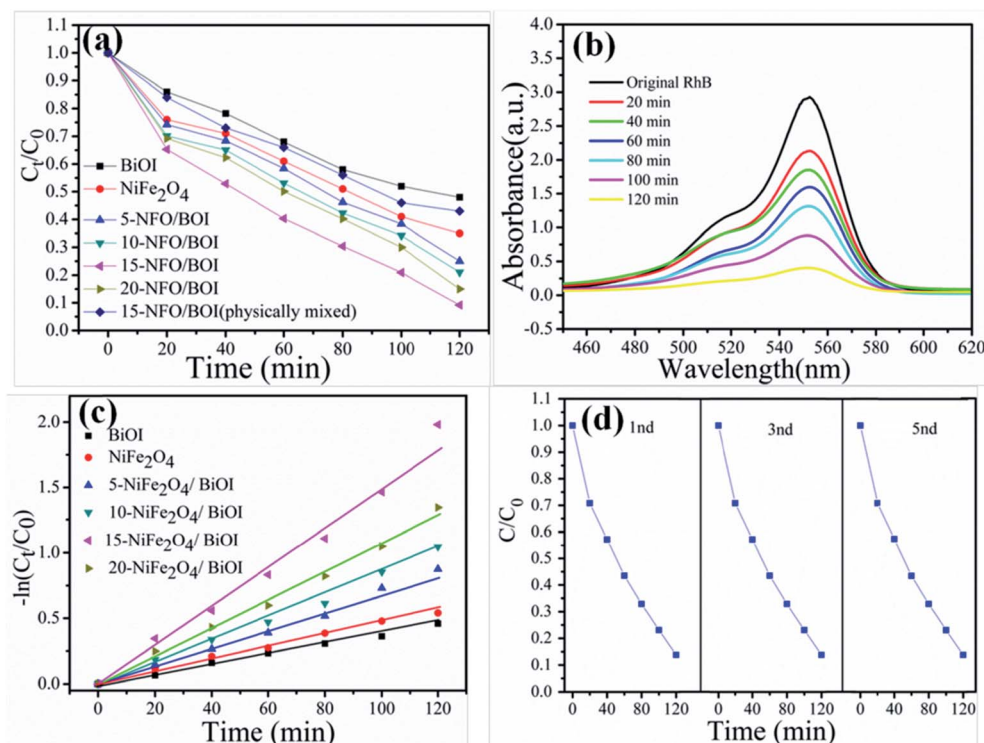 (a)
1.1
1.0
0.9
0.8
0.7
0.6
0.5
0.4
0.3
0.2
0.1
0.0
Ct/C0
BiOI
NiFe2O4
5-NFO/BOI
10-NFO/BOI
15-NFO/BOI
20-NFO/BOI
15-NFO/BOI(physically mixed)
0 20 40 60 80 100 120
Time (min)
(b)
4.0
3.5
3.0
2.5
2.0
1.5
1.0
0.5
0.0
-0.5
Absorbance(a.u.)
Original RhB
20 min
40 min
60 min
80 min
100 min
120 min
460 480 500 520 540 560 580 600 620
Wavelength(nm)
(c)
2.0
1.5
1.0
0.5
0.0
-ln(Ct/C0)
BiOI
NiFe2O4
5-NiFe2O4/ BiOI
10-NiFe2O4/ BiOI
15-NiFe2O4/ BiOI
20-NiFe2O4/ BiOI
0 20 40 60 80 100 120
Time (min)
(d)
1.1
1.0
0.9
0.8
0.7
0.6
0.5
0.4
0.3
0.2
0.1
0.0
C/C0
1nd 3nd 5nd
0 40 80 120 0 40 80 120 0 40 80 120
Time (min)